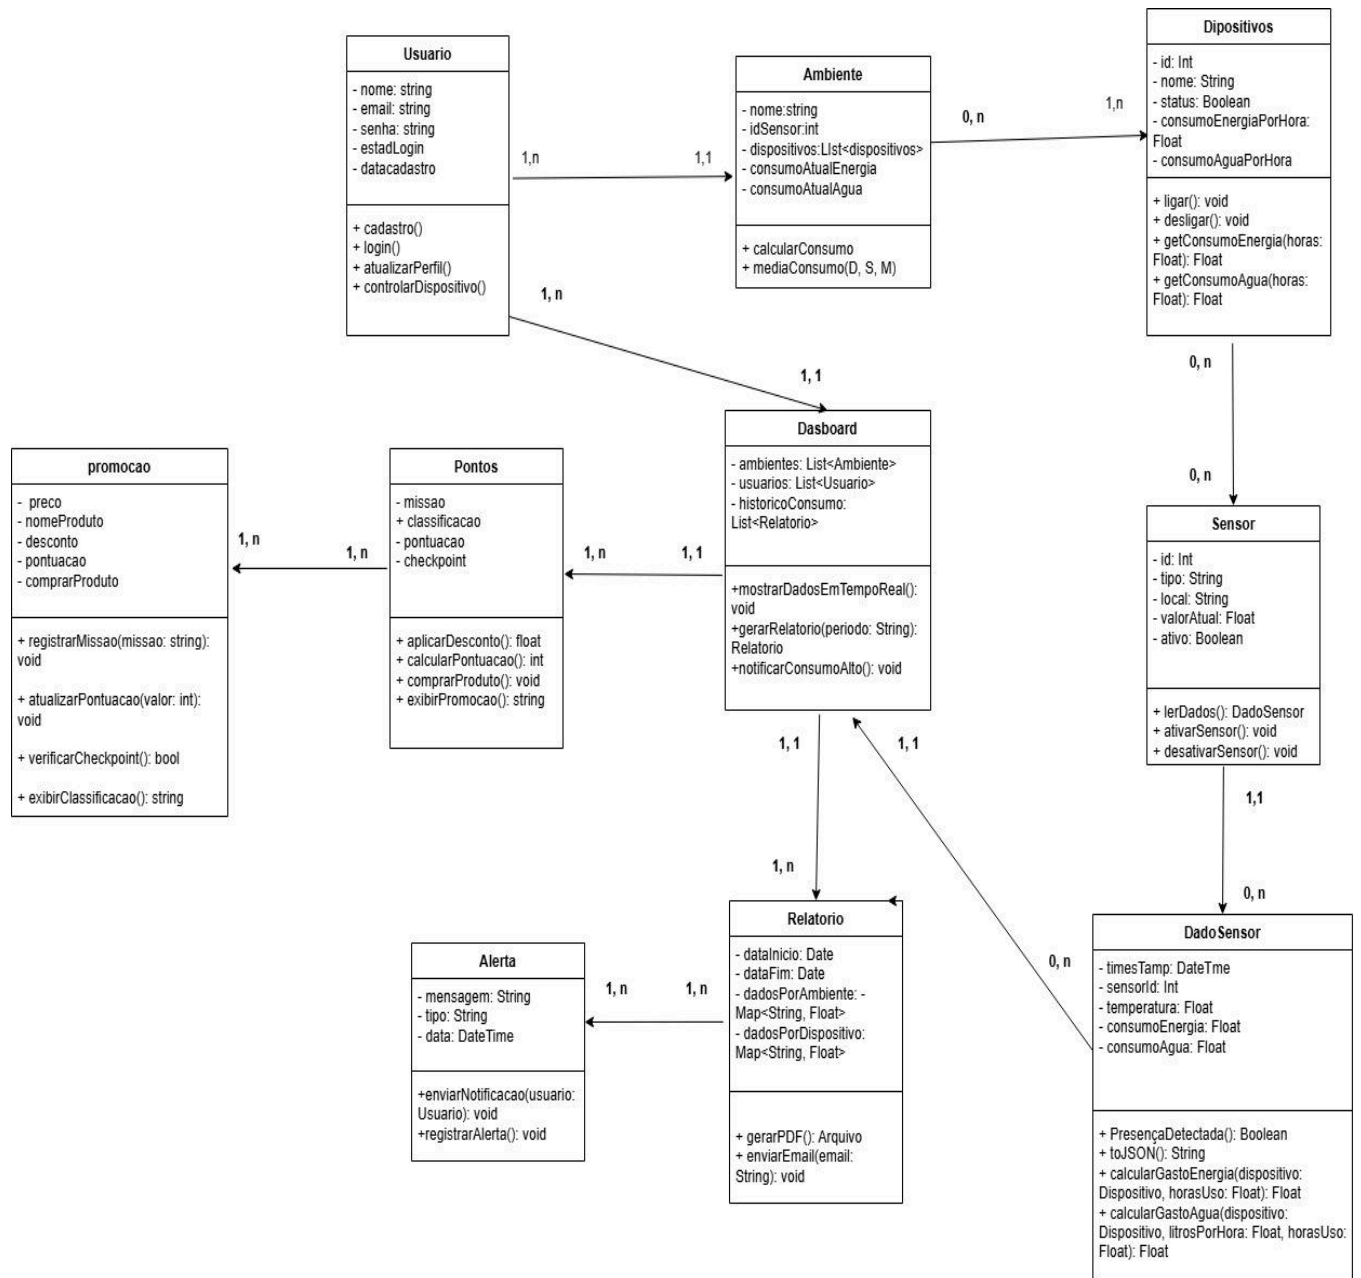 Usuario
- nome: string
- email: string
- senha: string
- estadLogin
- datacadastro
+ cadastro()
+ login()
+ atualizarPerfil()
+ controlarDispositivo()
1,n
1,1
Ambiente
- nome:string
- idSensor:int
- dispositivos:LIst<dispositivos>
- consumoAtualEnergia
- consumoAtualAgua
+ calcularConsumo
+ mediaConsumo(D, S, M)
0, n
1,n
Dipositivos
- id: Int
- nome: String
- status: Boolean
- consumoEnergiaPorHora:
Float
- consumoAguaPorHora
+ ligar(): void
+ desligar(): void
+ getConsumoEnergia(horas:
Float): Float
+ getConsumoAgua(horas:
Float): Float
1, n
1, 1
0, n
0, n
promocao
- preco
- nomeProduto
- desconto
- pontuacao
- comprarProduto
+ registrarMissao(missao: string):
void
+ atualizarPontuacao(valor: int):
void
+ verificarCheckpoint(): bool
+ exibirClassificacao(): string
1, n
1, n
Pontos
- missao
+ classificacao
- pontuacao
- checkpoint
+ aplicarDesconto(): float
+ calcularPontuacao(): int
+ comprarProduto(): void
+ exibirPromocao(): string
1, n
1, 1
Dasboard
- ambientes: List<Ambiente>
- usuarios: List<Usuario>
- historicoConsumo:
List<Relatorio>
+mostrarDadosEmTempoReal():
void
+gerarRelatorio(periodo: String):
Relatorio
+notificarConsumoAlto(): void
Sensor
- id: Int
- tipo: String
- local: String
- valorAtual: Float
- ativo: Boolean
+ lerDados(): DadoSensor
+ ativarSensor(): void
+ desativarSensor(): void
1, 1
1, 1
1,1
1, n
0, n
0, n
Alerta
- mensagem: String
- tipo: String
- data: DateTime
+enviarNotificacao(usuario:
Usuario): void
+registrarAlerta(): void
1, n
1, n
Relatorio
- dataInicio: Date
- dataFim: Date
- dadosPorAmbiente: -
Map<String, Float>
- dadosPorDispositivo:
Map<String, Float>
+ gerarPDF(): Arquivo
+ enviarEmail(email:
String): void
DadoSensor
- timesTamp: DateTme
- sensorId: Int
- temperatura: Float
- consumoEnergia: Float
- consumoAgua: Float
+ PresençaDetectada(): Boolean
+ toJSON(): String
+ calcularGastoEnergia(dispositivo:
Dispositivo, horasUso: Float): Float
+ calcularGastoAgua(dispositivo:
Dispositivo, litrosPorHora: Float, horasUso:
Float): Float